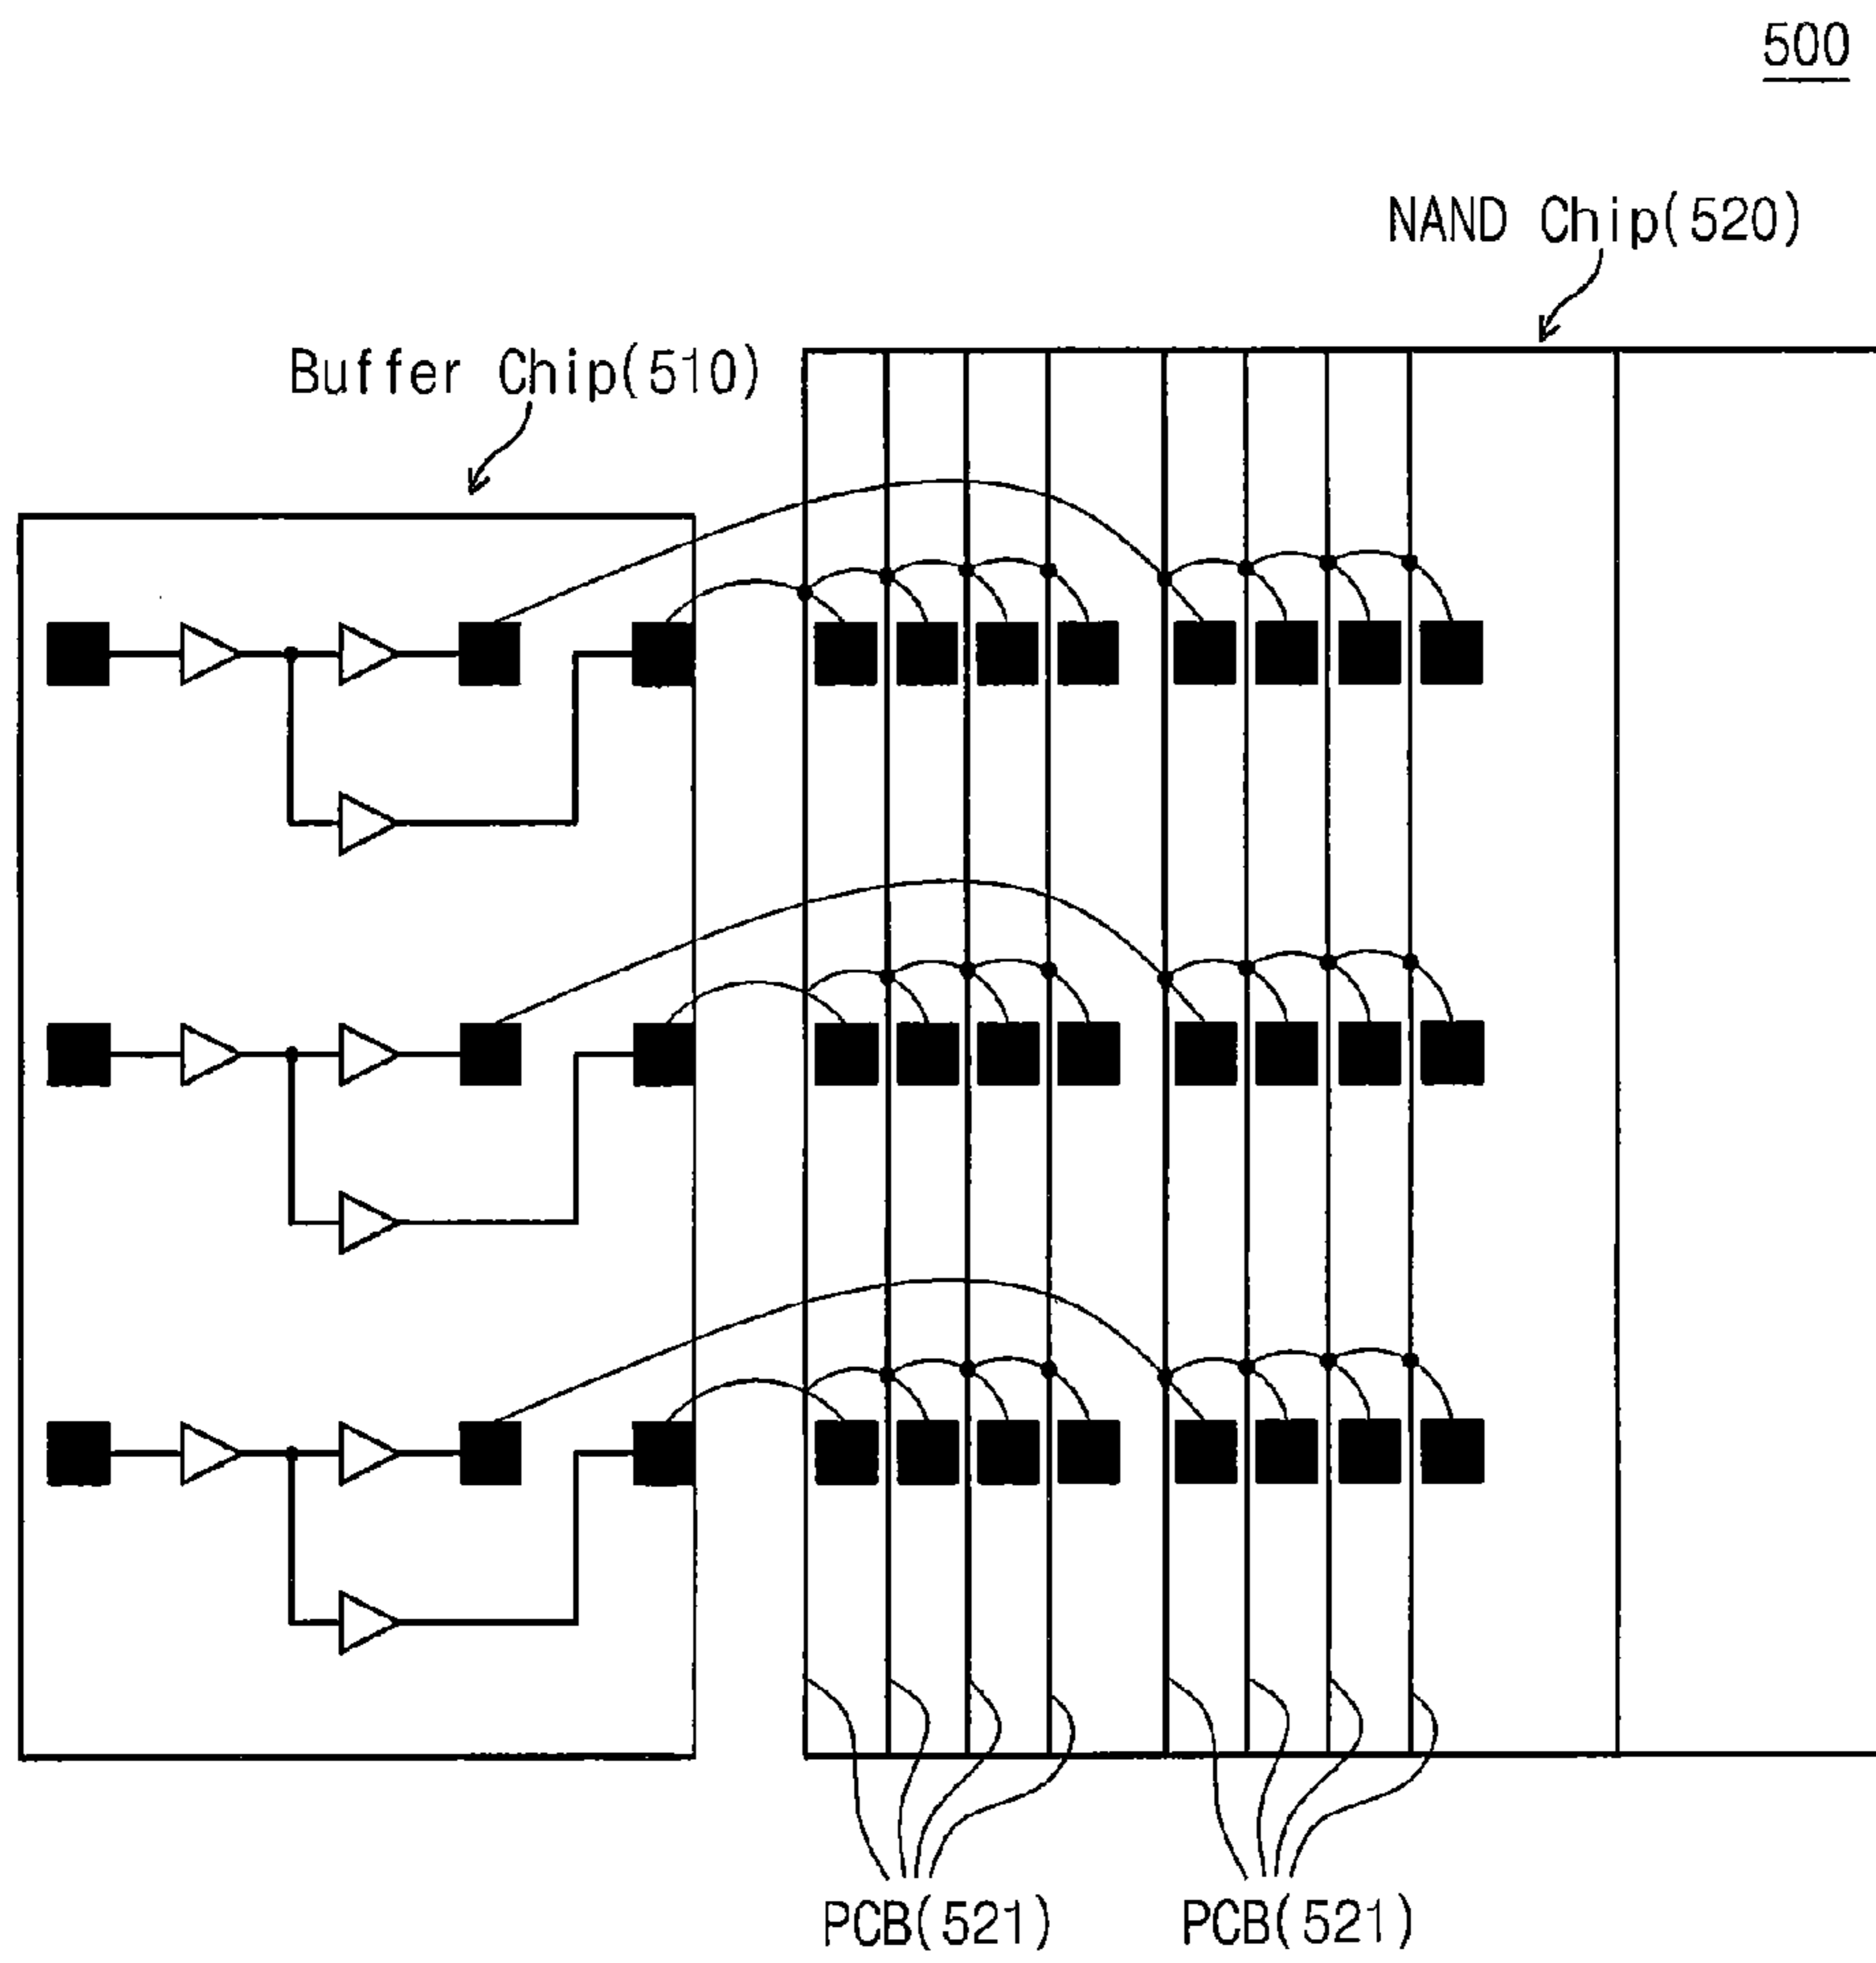 500
NAND Chip(520)
Buffer Chip(510)
PCB(521) PCB(521)